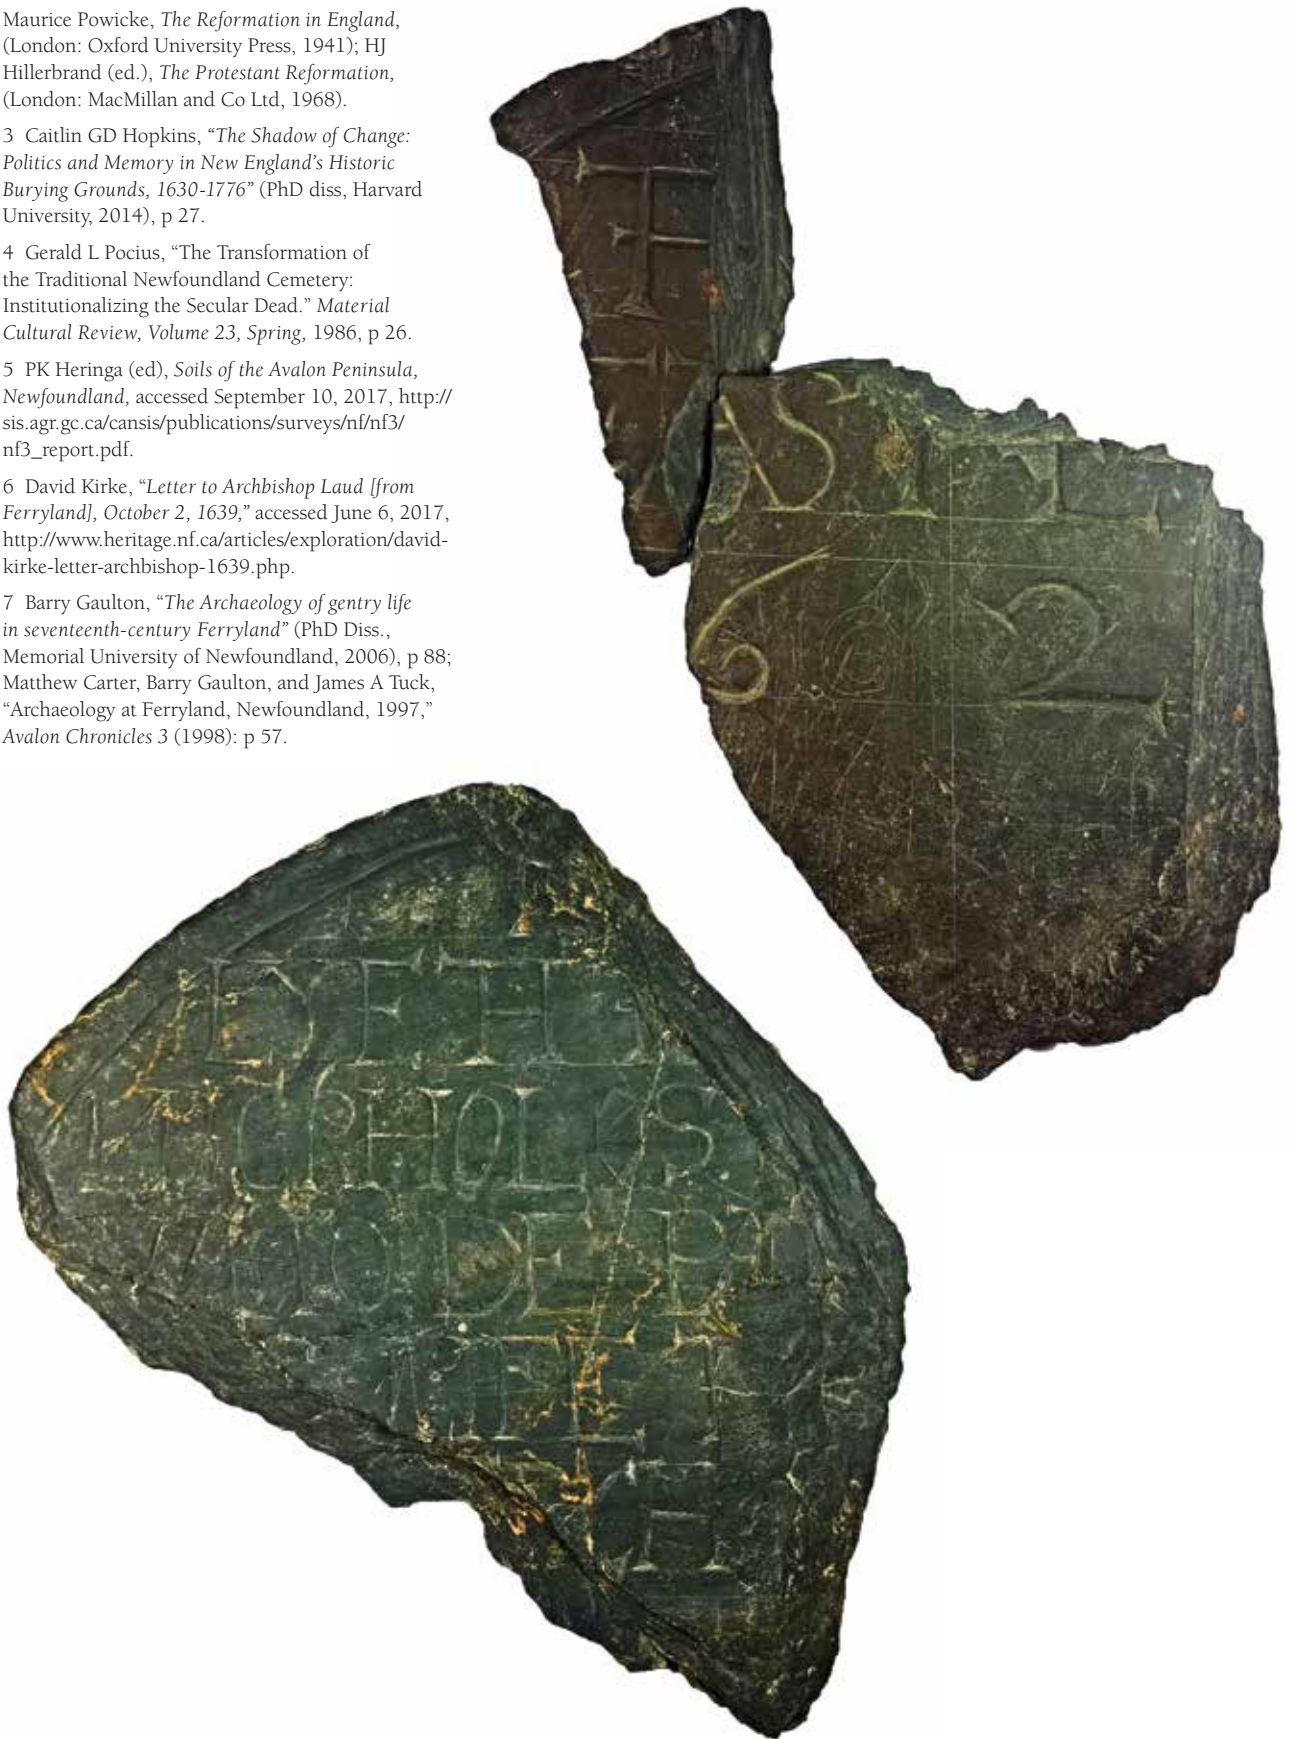 Maurice Powicke, The Reformation in England,
(London: Oxford University Press, 1941); HJ
Hillerbrand (ed.), The Protestant Reformation,
(London: MacMillan and Co Ltd, 1968).
3 Caitlin GD Hopkins, “The Shadow of Change:
Politics and Memory in New England’s Historic
Burying Grounds, 1630-1776” (PhD diss, Harvard
University, 2014), p 27.
4 Gerald L Pocius, “The Transformation of
the Traditional Newfoundland Cemetery:
Institutionalizing the Secular Dead.” Material
Cultural Review, Volume 23, Spring, 1986, p 26.
5 PK Heringa (ed), Soils of the Avalon Peninsula,
Newfoundland, accessed September 10, 2017, http://
sis.agr.gc.ca/cansis/publications/surveys/nf/nf3/
nf3_report.pdf.
6 David Kirke, “Letter to Archbishop Laud [from
Ferryland], October 2, 1639,” accessed June 6, 2017,
http://www.heritage.nf.ca/articles/exploration/david-
kirke-letter-archbishop-1639.php.
7 Barry Gaulton, “The Archaeology of gentry life
in seventeenth-century Ferryland” (PhD Diss.,
Memorial University of Newfoundland, 2006), p 88;
Matthew Carter, Barry Gaulton, and James A Tuck,
“Archaeology at Ferryland, Newfoundland, 1997,”
Avalon Chronicles 3 (1998): p 57.